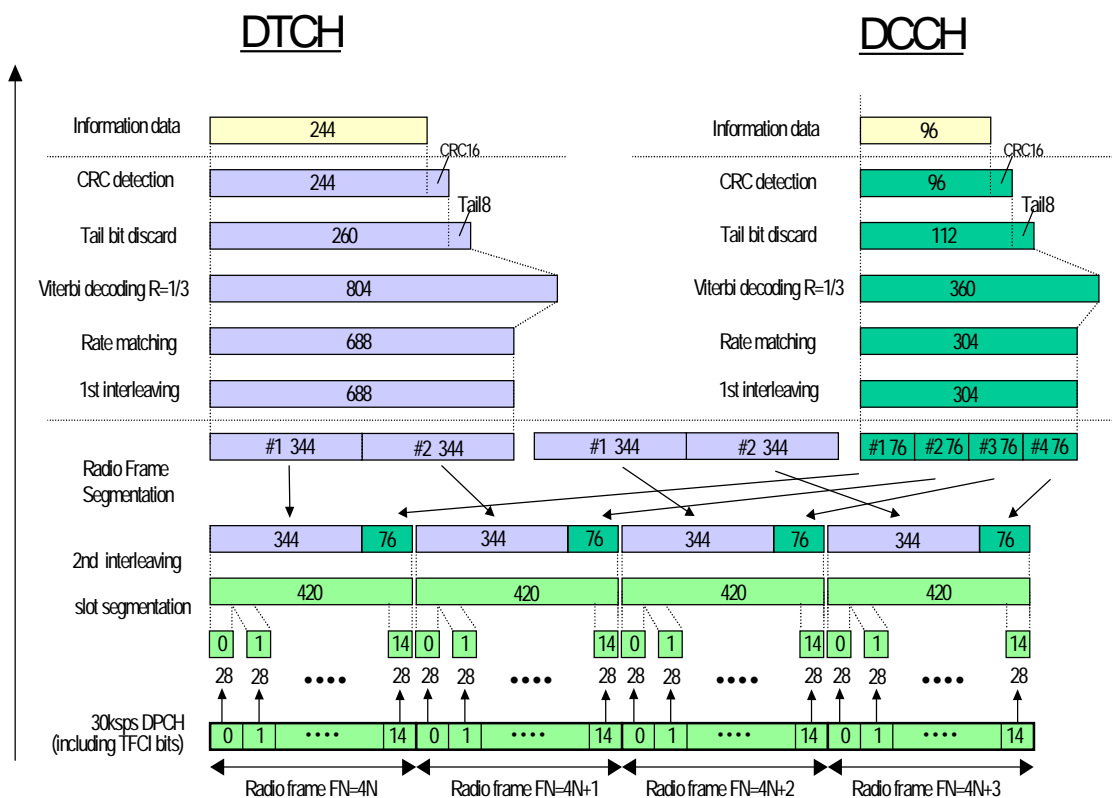 DTCH
DCCH
Information data
244
Information data
96
CRC16
CRC16
CRC detection
244
CRC detection
96
Tail8
Tail8
Tail bit discard
260
Tail bit discard
112
Viterbi decoding R=1/3
804
Viterbi decoding R=1/3
360
Rate matching
688
Rate matching
304
1st interleaving
688
1st interleaving
304
#1 344
#2 344
#1 344
#2 344
#1 76
#2 76
#3 76
#4 76
Radio Frame
Segmentation
344
76
344
76
344
76
344
76
2nd interleaving
420
420
420
420
slot segmentation
0
1
14
0
1
14
0
1
14
0
1
14
28
28
••••
28
28
28
••••
28
28
28
••••
28
28
28
••••
28
30ksps DPCH
(including TFCI bits)
0
1
••••
14
0
1
••••
14
0
1
••••
14
0
1
••••
14
Radio frame FN=4N
Radio frame FN=4N+1
Radio frame FN=4N+2
Radio frame FN=4N+3